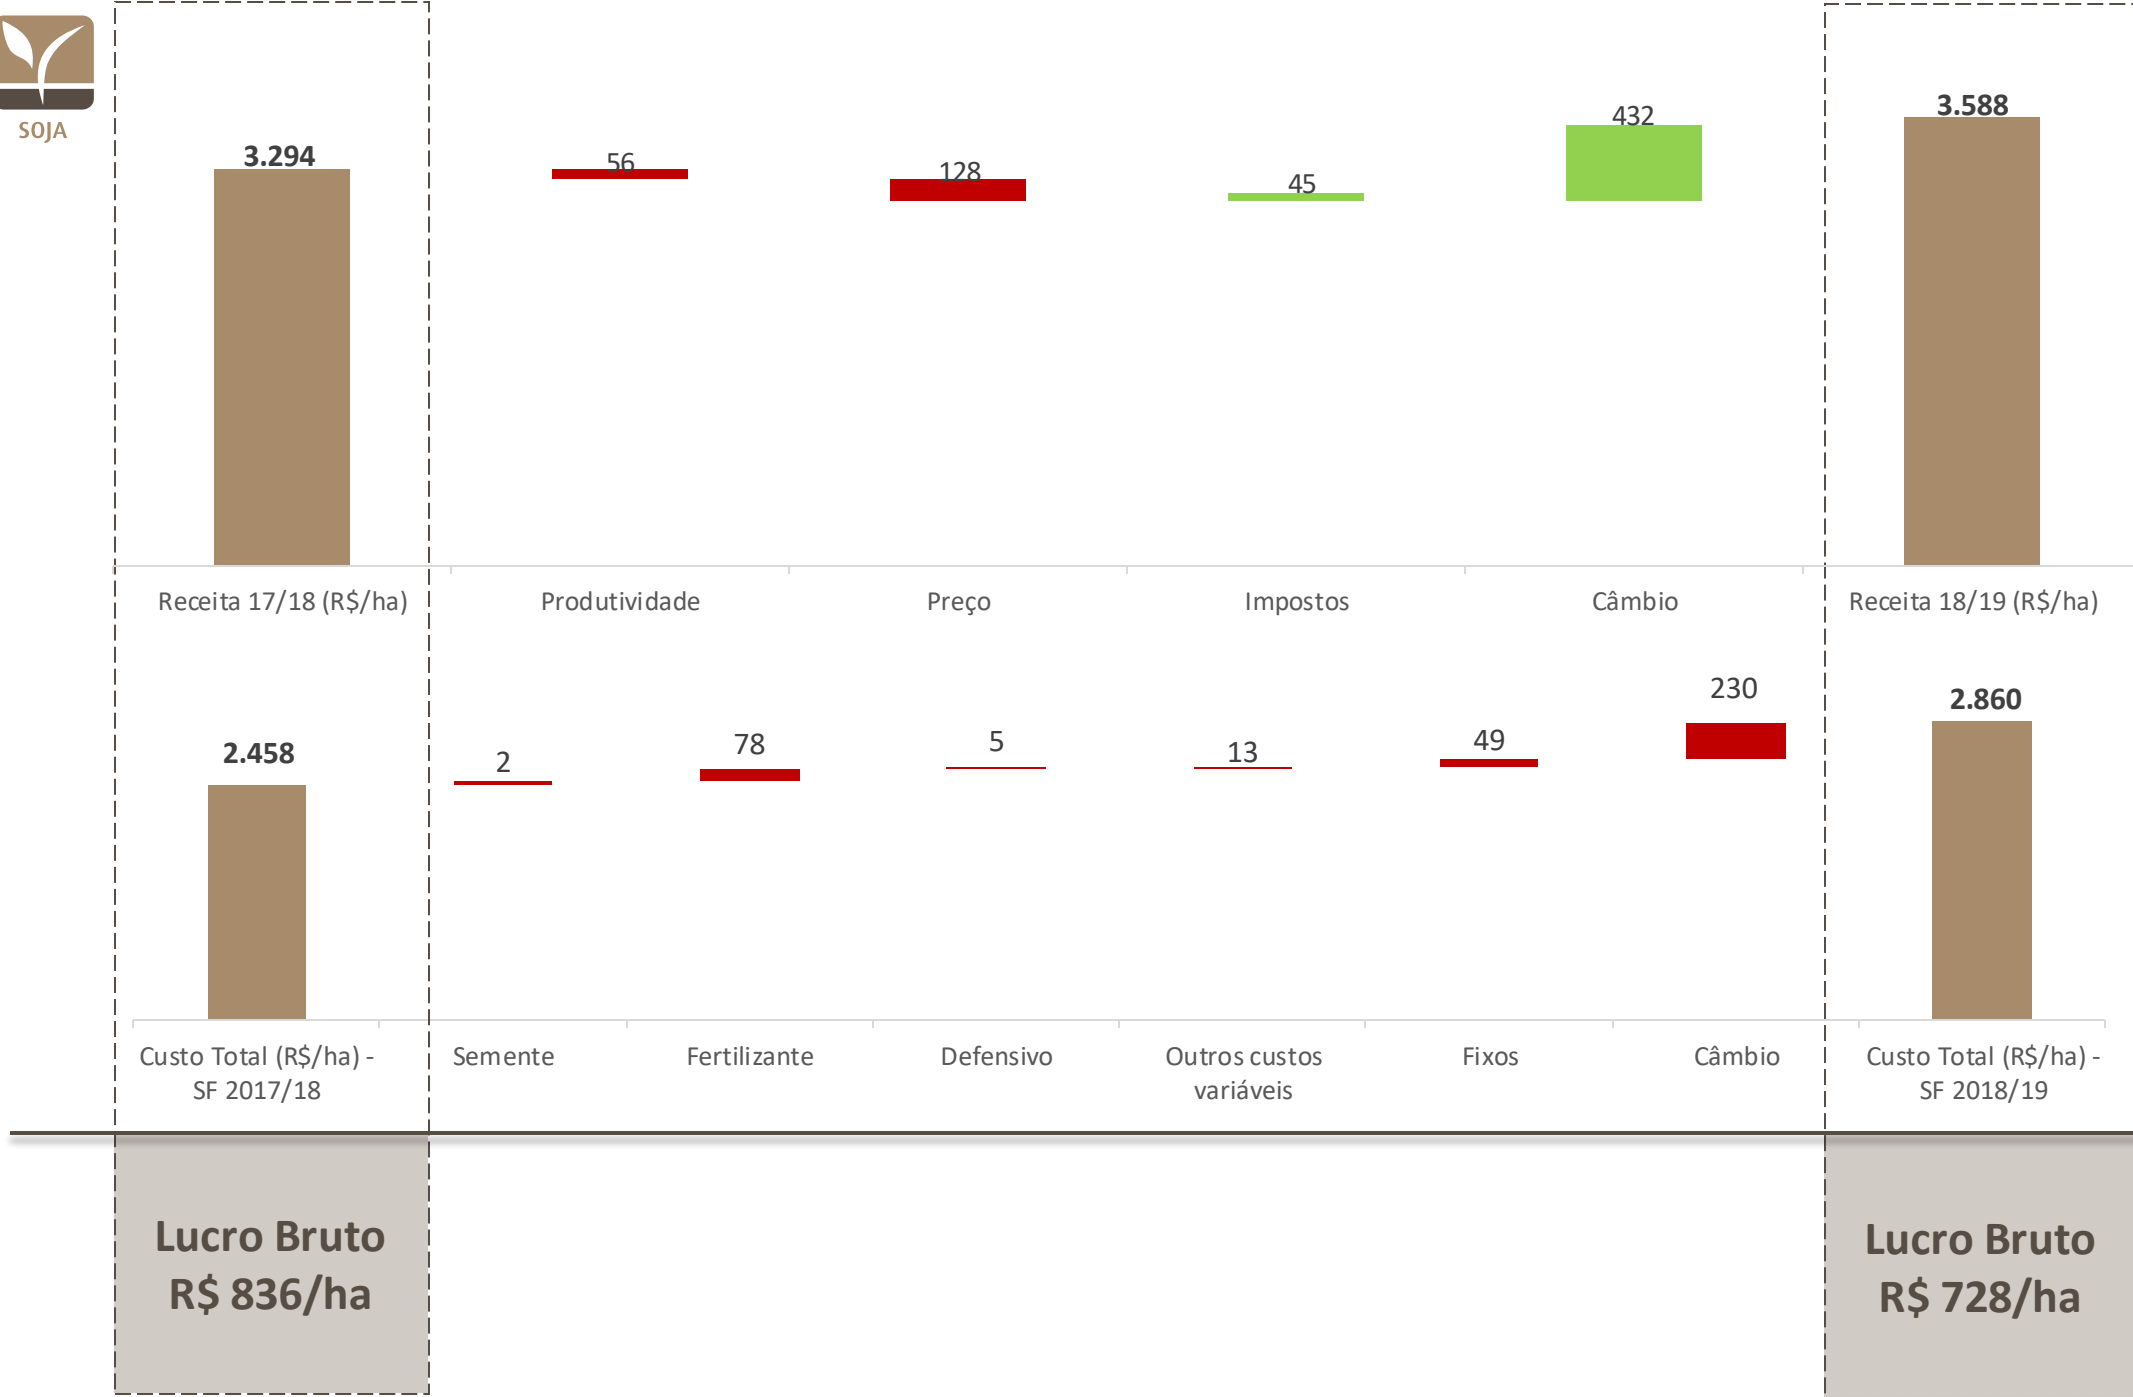 SOJA
3.294
56
128
45
432
3.588
Receita 17/18 (R$/ha)
Produtividade
Preço
Impostos
Câmbio
Receita 18/19 (R$/ha)
2.458
2
78
5
13
49
230
2.860
Custo Total (R$/ha) -
SF 2017/18
Semente
Fertilizante
Defensivo
Outros custos
variáveis
Fixos
Câmbio
Custo Total (R$/ha) -
SF 2018/19
Lucro Bruto
R$ 836/ha
Lucro Bruto
R$ 728/ha